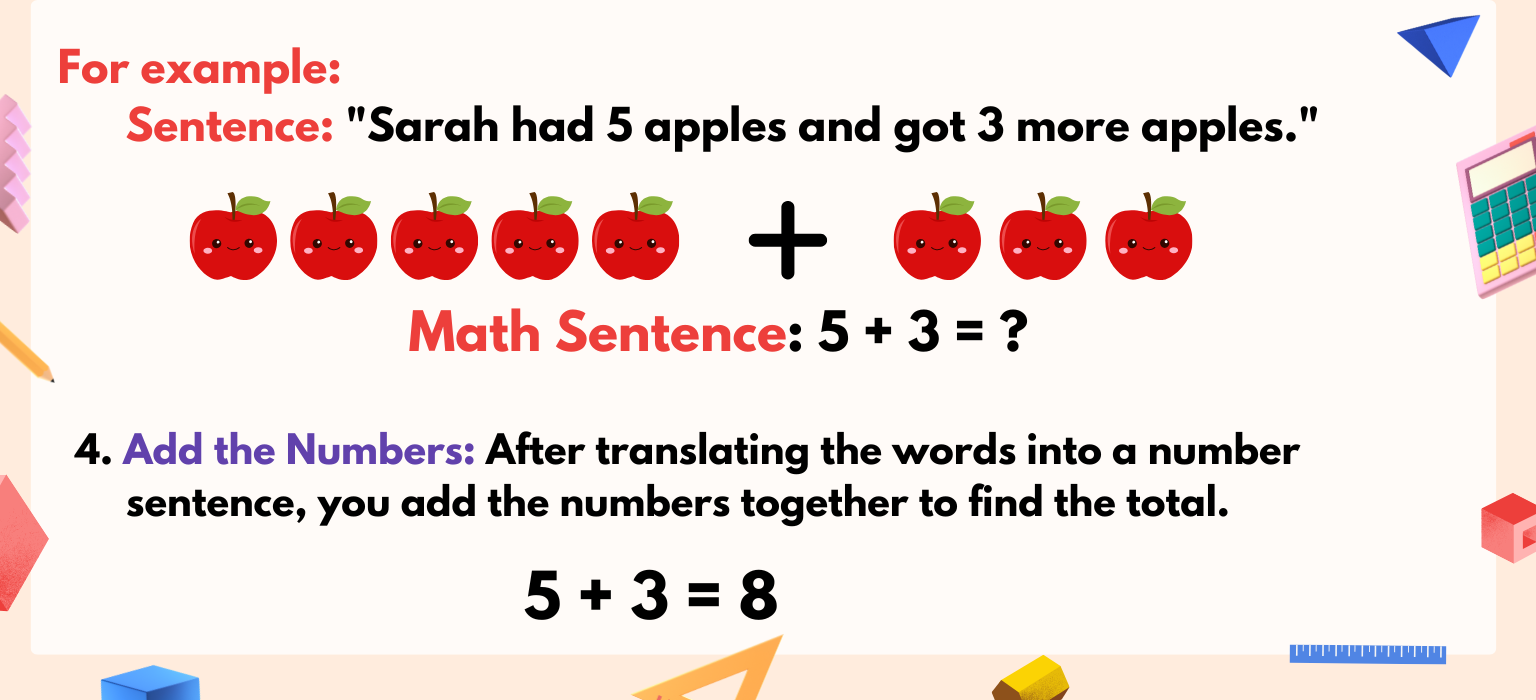 For example:
Sentence: "Sarah had 5 apples and got 3 more apples."
+
Math Sentence: 5 + 3 = ?
4. Add the Numbers: After translating the words into a number
sentence, you add the numbers together to find the total.
5 + 3 = 8